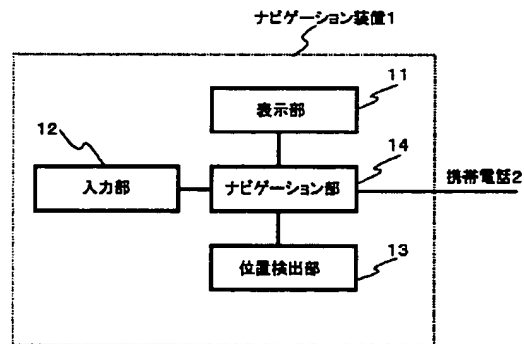 ナビゲーション装置1
11
表示部
12
14
入力部
ナビゲーション部
携帯電話2
位置検出部
13